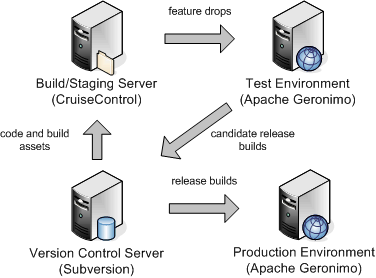 feature drops
Build/Staging Server
(CruiseControl)
Test Environment
(Apache Geronimo)
code and build
assets
candidate release
builds
release builds
Version Control Server
(Subversion)
Production Environment
(Apache Geronimo)